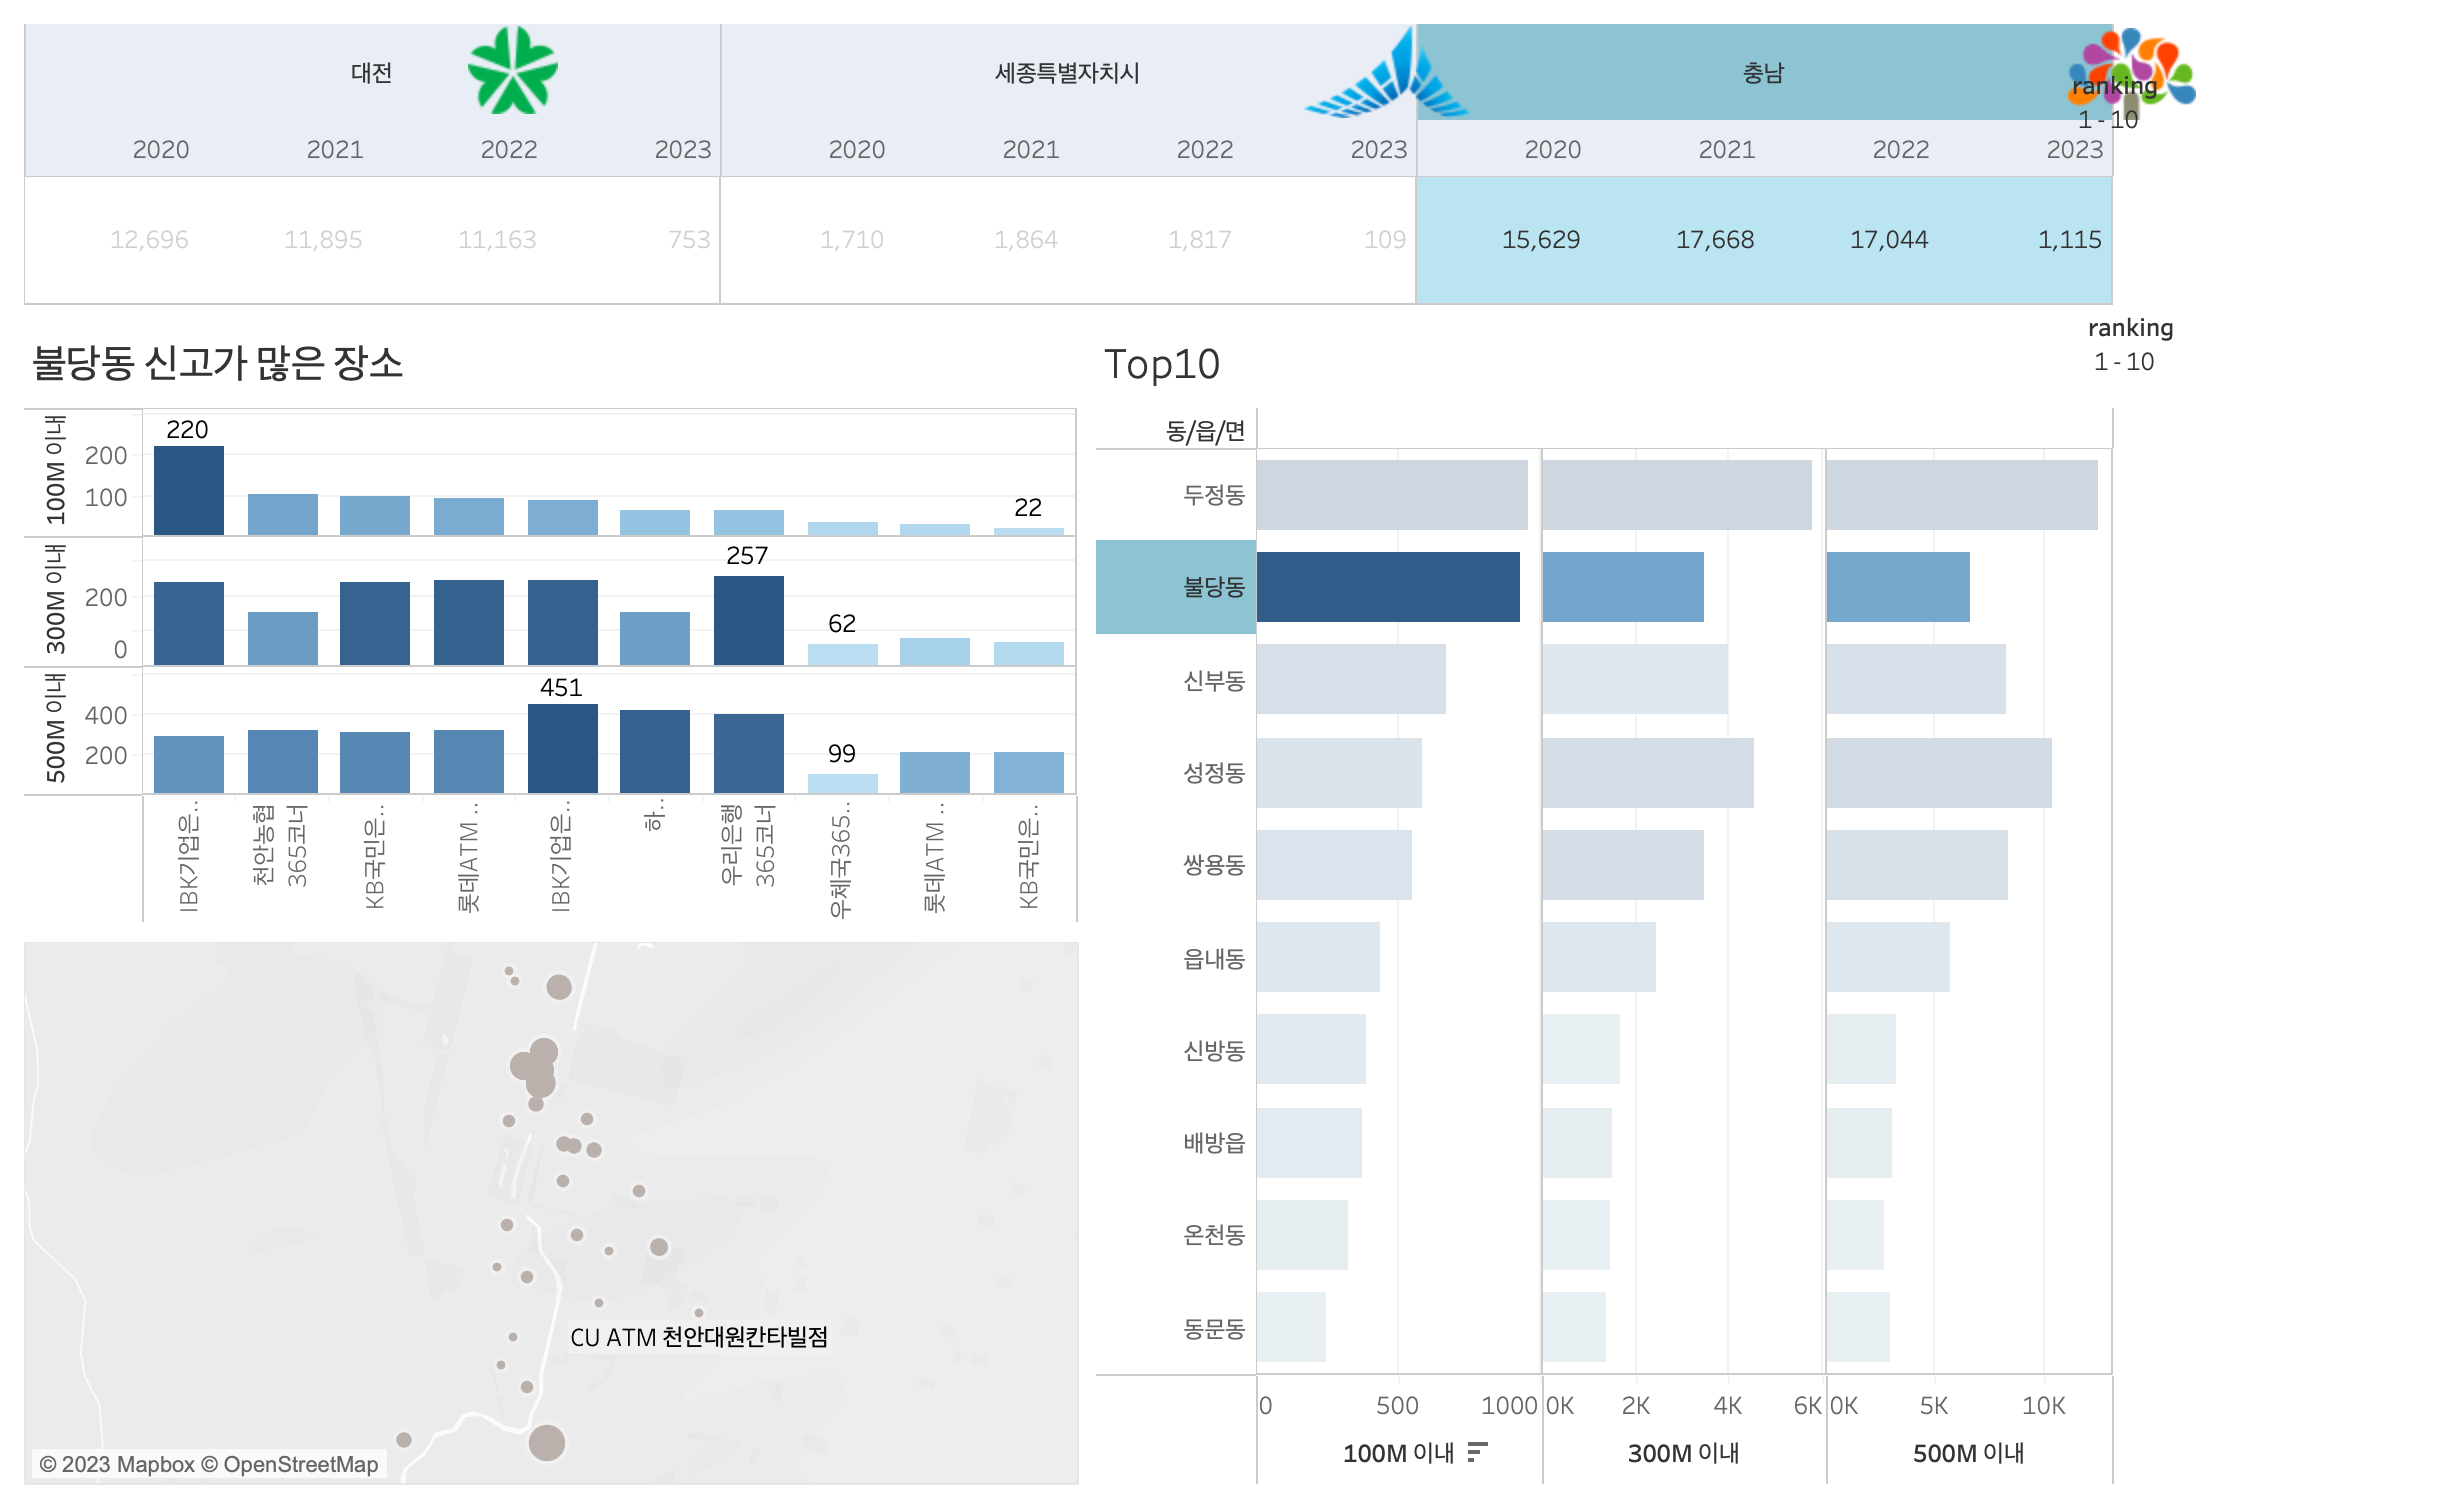 대전
세종특별자치시
충남
ranking
1 - 10
2020 2021 2022 2023 2020 2021 2022 2023 2020 2021 2022 2023
12,696 11,895 11,163 753 1,710 1,864 1,817 109 15,629 17,668 17,044 1,115
ranking
1 - 10
불당동 신고가 많은 장소
100M 이내
200
100
220
22
300M 이내
200
0
257
62
500M 이내
400
200
451
99
IBK기업은..
천안농협
365코너
KB국민은..
롯데ATM ..
IBK기업은..
하..
우리은행
365코너
우체국365..
롯데ATM ..
KB국민은..
CU ATM 천안대원칸타빌점
© 2023 Mapbox © OpenStreetMap
Top10
동/읍/면
두정동
불당동
신부동
성정동
쌍용동
읍내동
신방동
배방읍
온천동
동문동
0 500 1000 0K 2K 4K 6K 0K 5K 10K
100M 이내 300M 이내 500M 이내